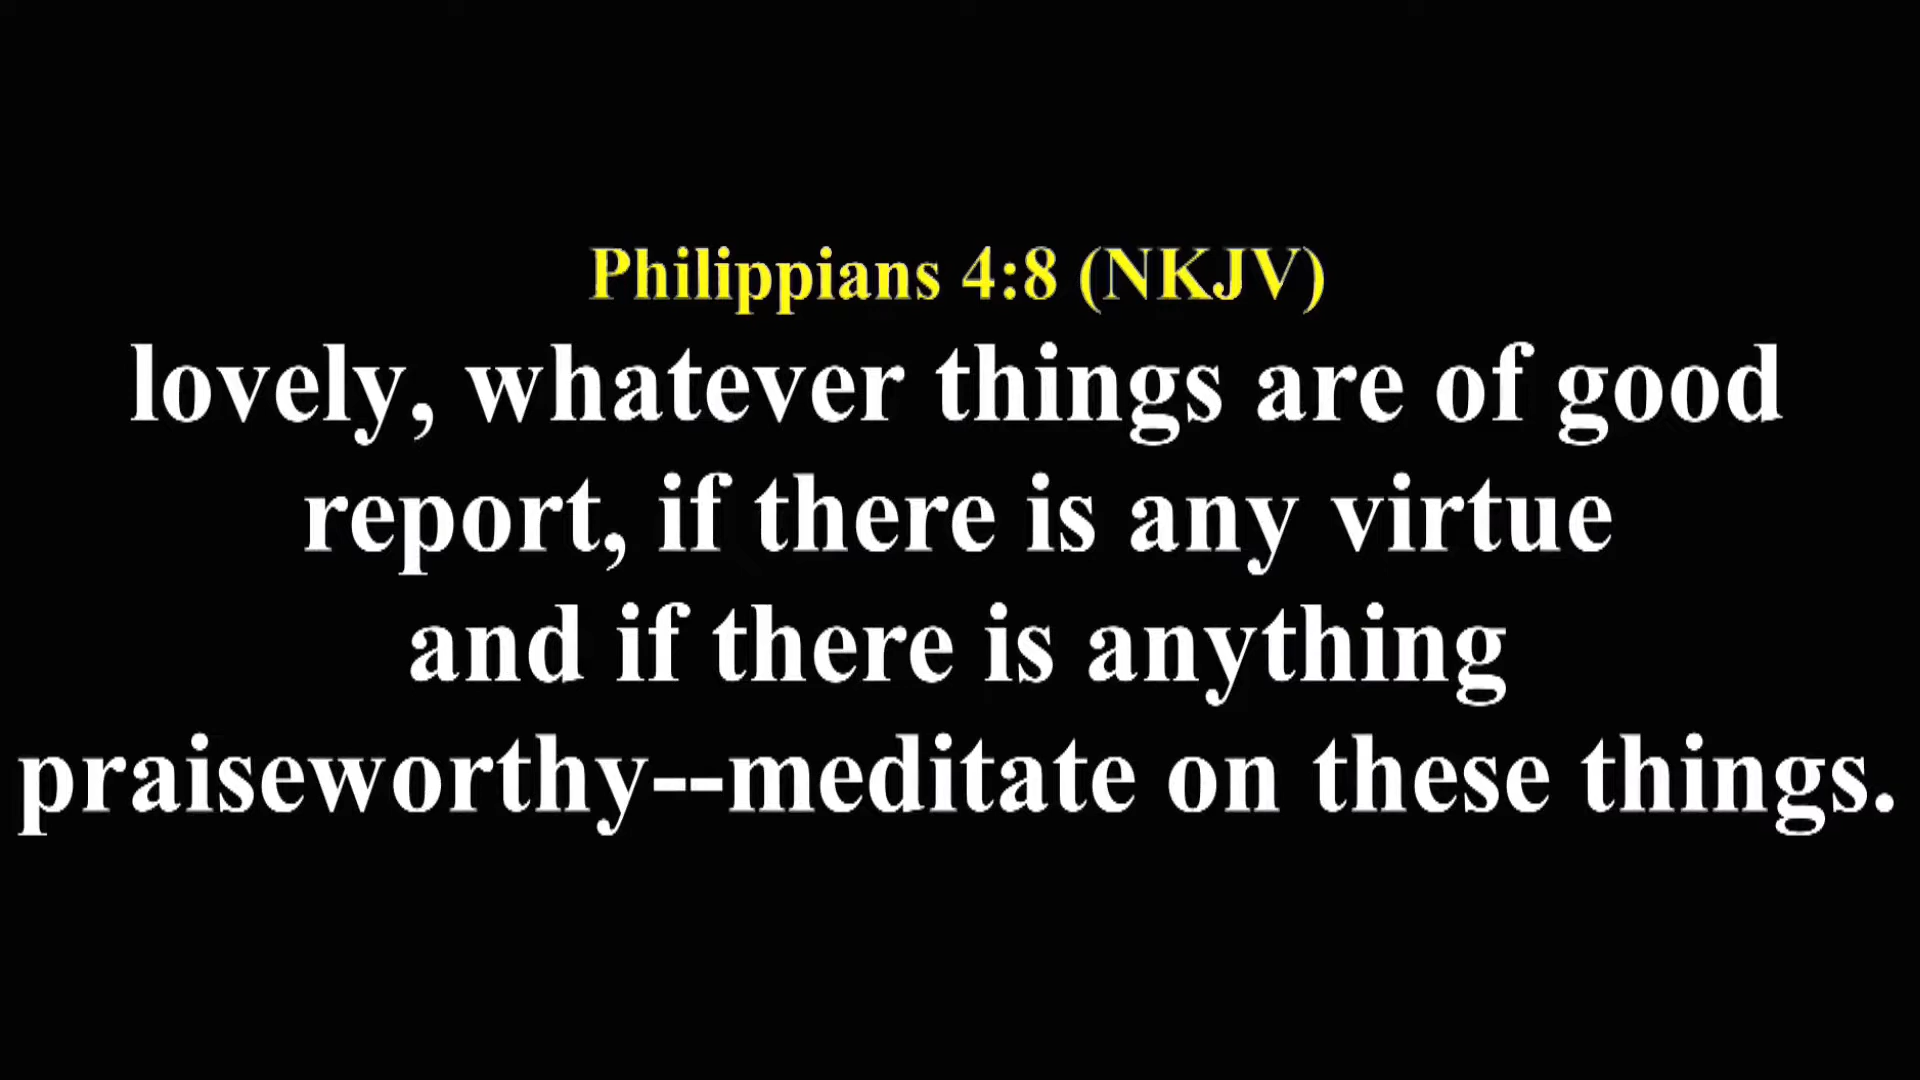 Philippians 4:8 (NKJV)
lovely, whatever things are of good
report, if there is any virtue
and if there is anything
praiseworthy--meditate on these things.